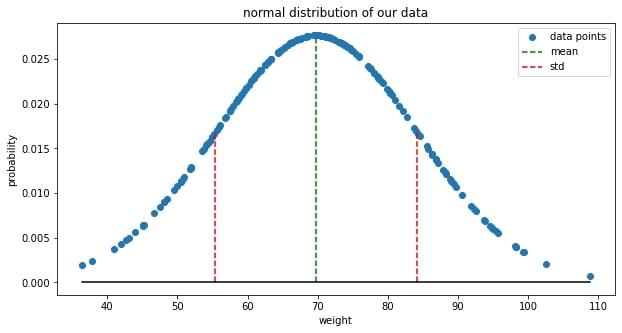 normal distribution of our data
data points
mean
std
probability
0.025
0.020
0.015
0.010
0.005
0.000
40 50 60 70 80 90 100 110
weight